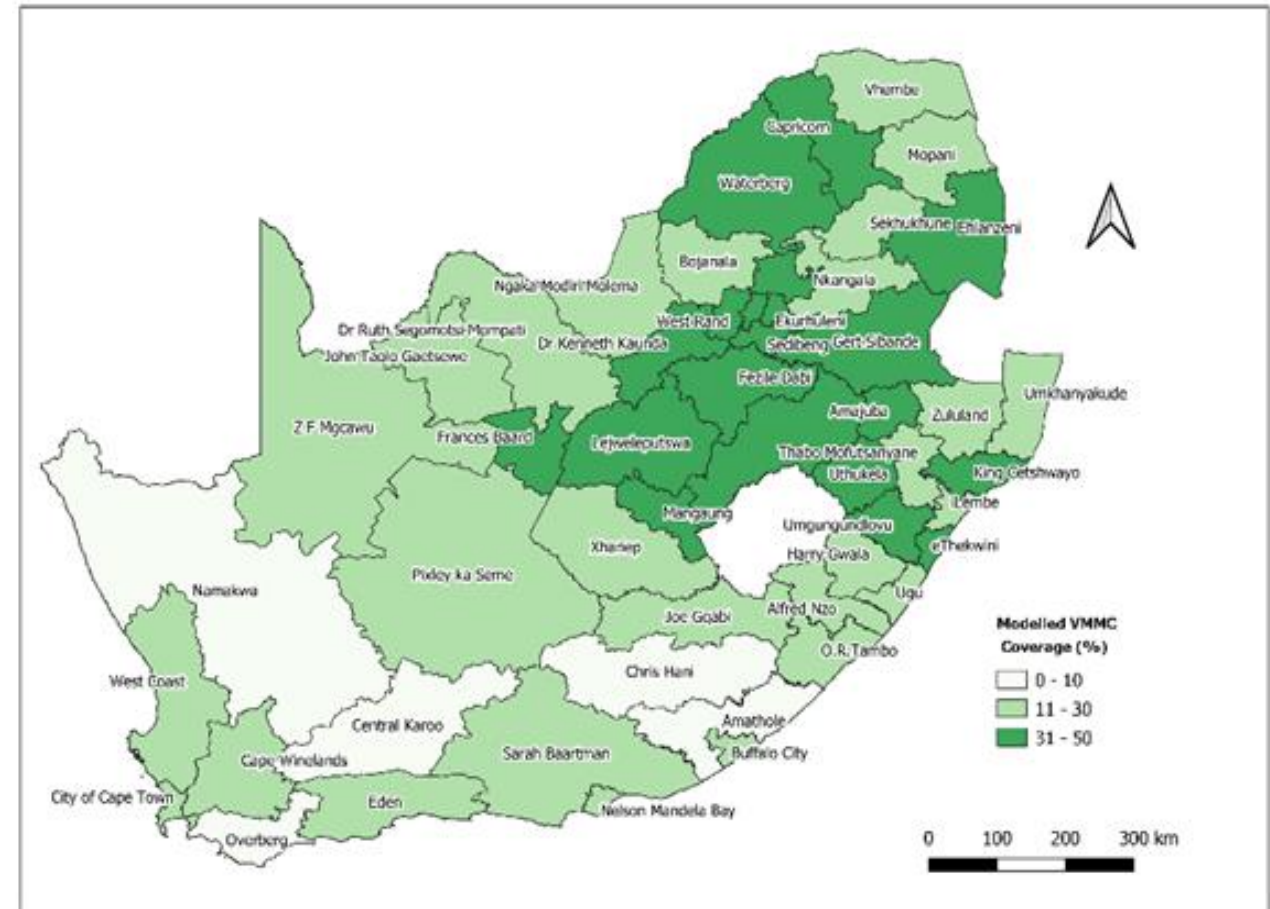 Vhembe
Capricorn
Mopani
Waterberg
Sekhukhune
Ehlanzeni
Bojanala
Nkangala
Ngaka Modiri Molema
West Rand
Ekurhuleni
Dr Ruth Segomotsi Mompati
Dr Kenneth Kaunda
Sedibeng
Gert Sibande
John Taolo Gaetsewe
Fezile Dabi
Umkhanyakude
Amajuba
Zululand
Z F Mgcawu
Frances Baard
Lejweleputswa
Thabo Mofutsanyane
Uthukela
King Cetshwayo
iLembe
Mangaung
Umgungundlovu
eThekwini
Xhariep
Harry Gwala
Pixley ka Seme
Namakwa
Ugu
Alfred Nzo
Joe Gqabi
Modelled VMMC
Coverage (%)
O.R.Tambo
Chris Hani
0 - 10
West Coast
11 - 30
Amathole
Central Karoo
31 - 50
Sarah Baartman
Buffalo City
Cape Winelands
City of Cape Town
Eden
Nelson Mandela Bay
Overberg
0 100 200 300 km